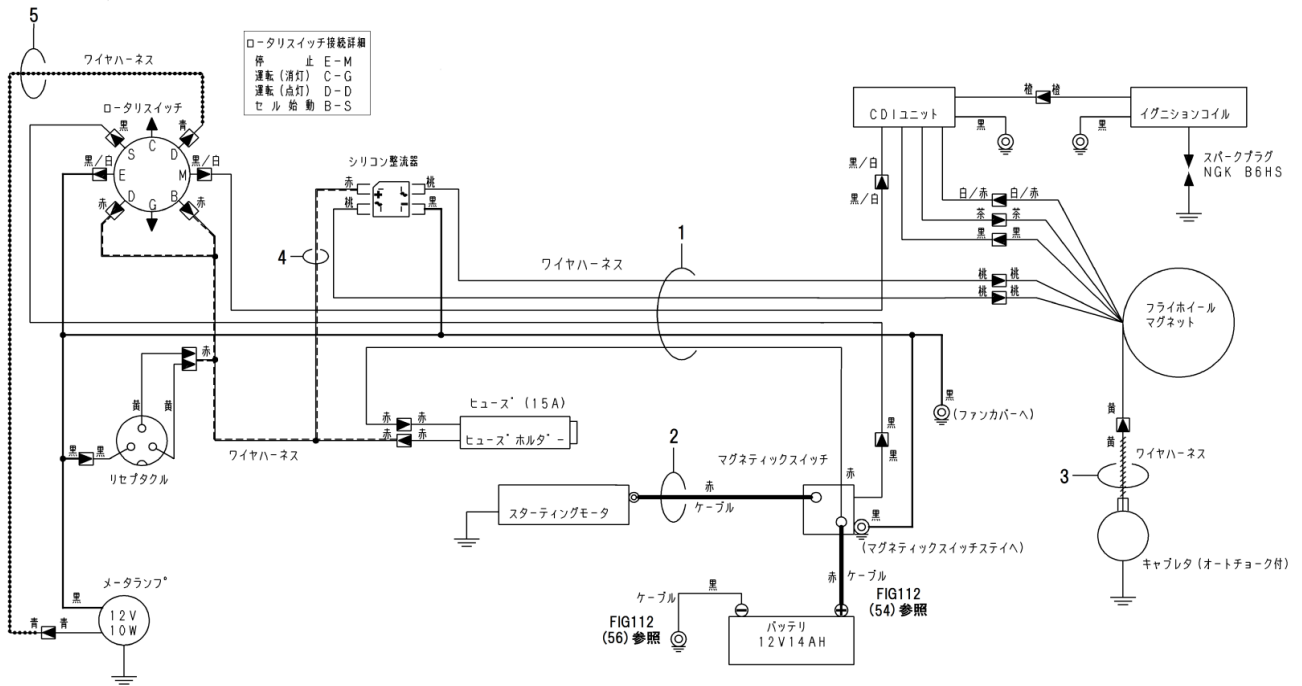 5
ワイヤハーネス
ロータリスイッチ接続詳細
停　　止 E-M
運転(消灯) C-G
運転(点灯) D-D
セル始動 B-S
ロータリスイッチ
黒
青
S
C
D
黒/白
E
M
黒/白
D
G
B
赤
赤
シリコン整流器
赤
桃
桃
黒
+
~
~
-
4
1
ワイヤハーネス
CDIユニット
橙
橙
イグニションコイル
黒
黒
スパークプラグ
NGK B6HS
黒/白
黒/白
白/赤
白/赤
茶
茶
黒
黒
桃
桃
桃
桃
フライホイール
マグネット
赤
黄
黄
黒
黒
リセプタクル
ワイヤハーネス
赤
赤
赤
赤
ヒューズ(15A)
ヒューズホルダー
黒
(ファンカバーへ)
2
マグネティックスイッチ
赤
黒
黒
赤
ケーブル
スターティングモータ
黒
(マグネティックスイッチステイヘ)
黄
黄
ワイヤハーネス
3
キャブレタ(オートチョーク付)
メータランプ
黒
12V
10W
青
青
赤
ケーブル
FIG112
(54)参照
黒
ケーブル
FIG112
(56)参照
バッテリ
12V14AH